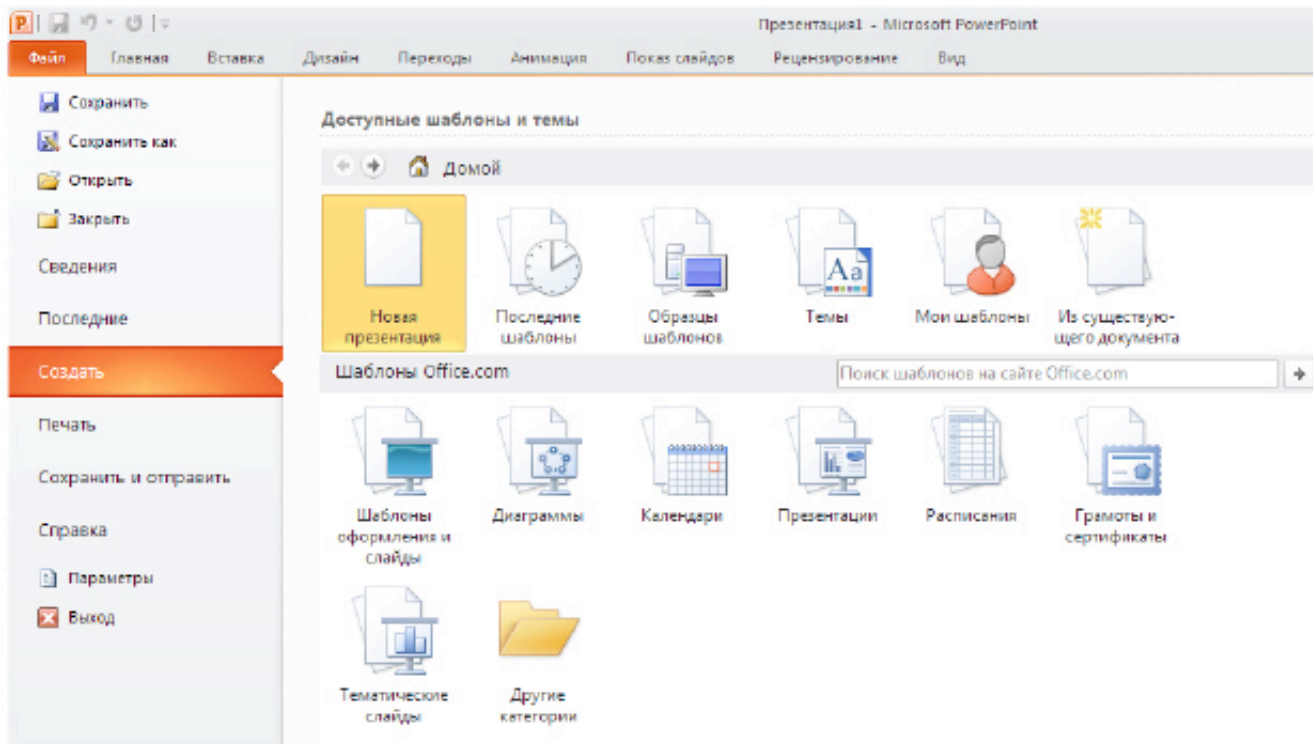 Презентация1 - Microsoft PowerPoint
Файл Главная Вставка Дизайн Переходы Анимация Показ слайдов Рецензирование Вид
Сохранить
Сохранить как
Открыть
Закрыть
Сведения
Последние
Создать
Печать
Сохранить и отправить
Справка
Параметры
Выход
Доступные шаблоны и темы
Домой
Новая
презентация
Последние
шаблоны
Образцы
шаблонов
Темы
Мои шаблоны
Из существую-
щего документа
Шаблоны Office.com
Поиск шаблонов на сайте Office.com
Шаблоны
оформления и
слайды
Диаграммы
Календари
Презентации
Расписания
Грамоты и
сертификаты
Тематические
слайды
Другие
категории